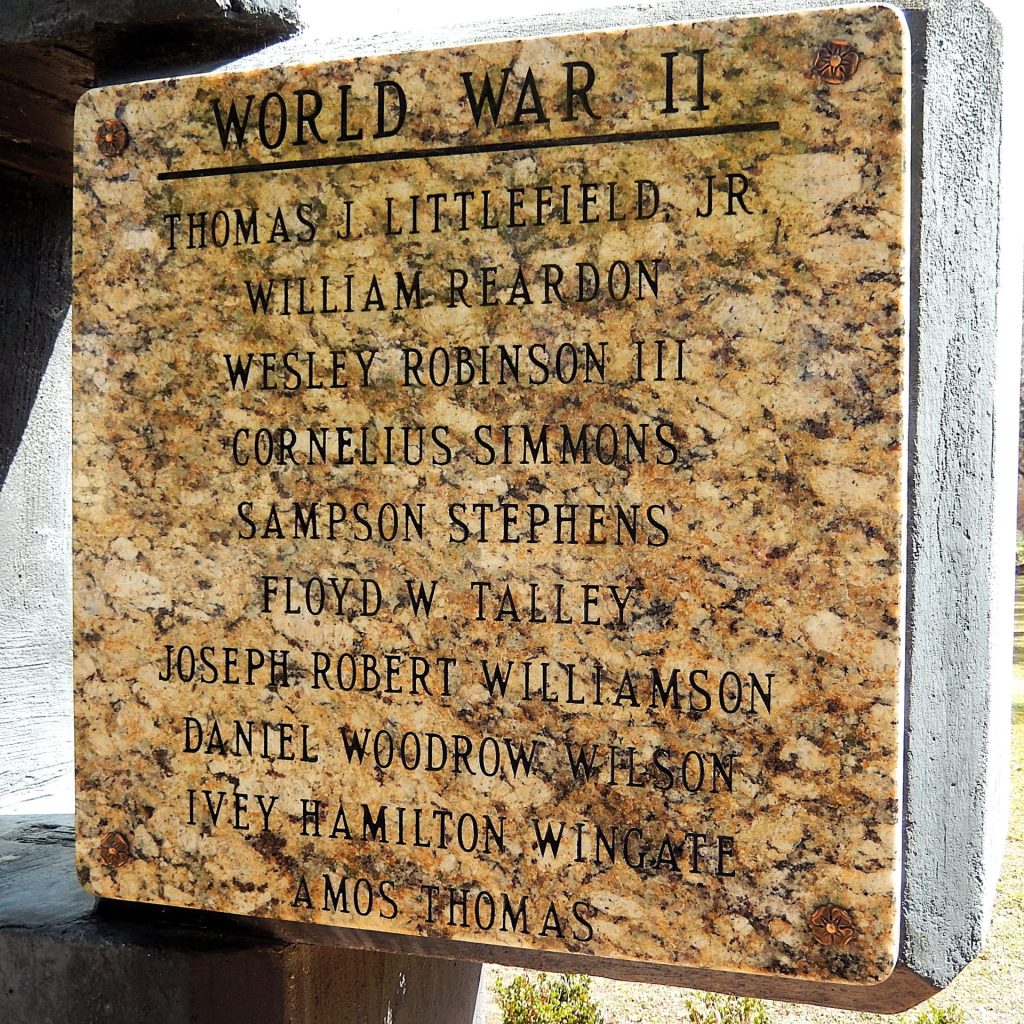 WORLD WAR II
THOMAS J. LITTLEFIELD, JR.
WILLIAM REARDON
WESLEY ROBINSON III
CORNELIUS SIMMONS
SAMPSON STEPHENS
FLOYD W. TALLEY
JOSEPH ROBERT WILLIAMSON
DANIEL WOODROW WILSON
IVEY HAMILTON WINGATE
AMOS THOMAS